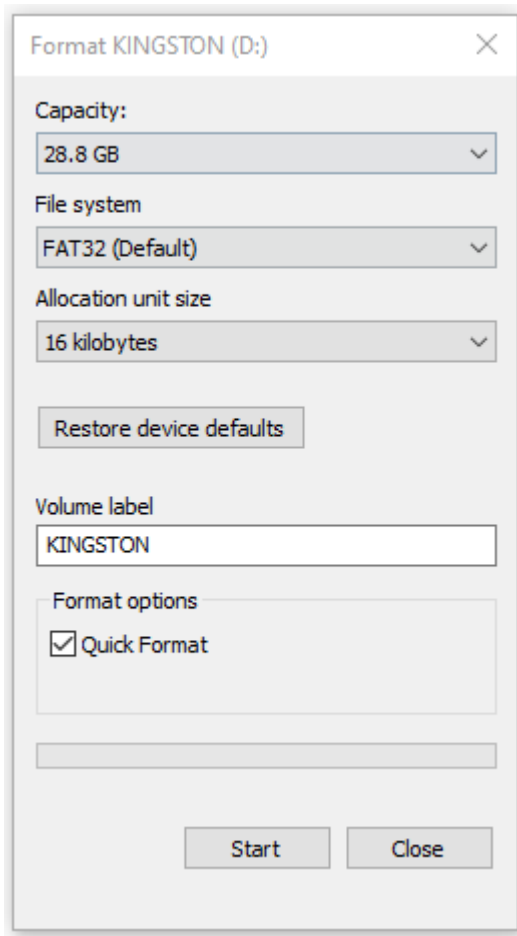 Format KINGSTON (D:)
Capacity:
28.8 GB
File system
FAT32 (Default)
Allocation unit size
16 kilobytes
Restore device defaults
Volume label
KINGSTON
Format options
Quick Format
Start Close